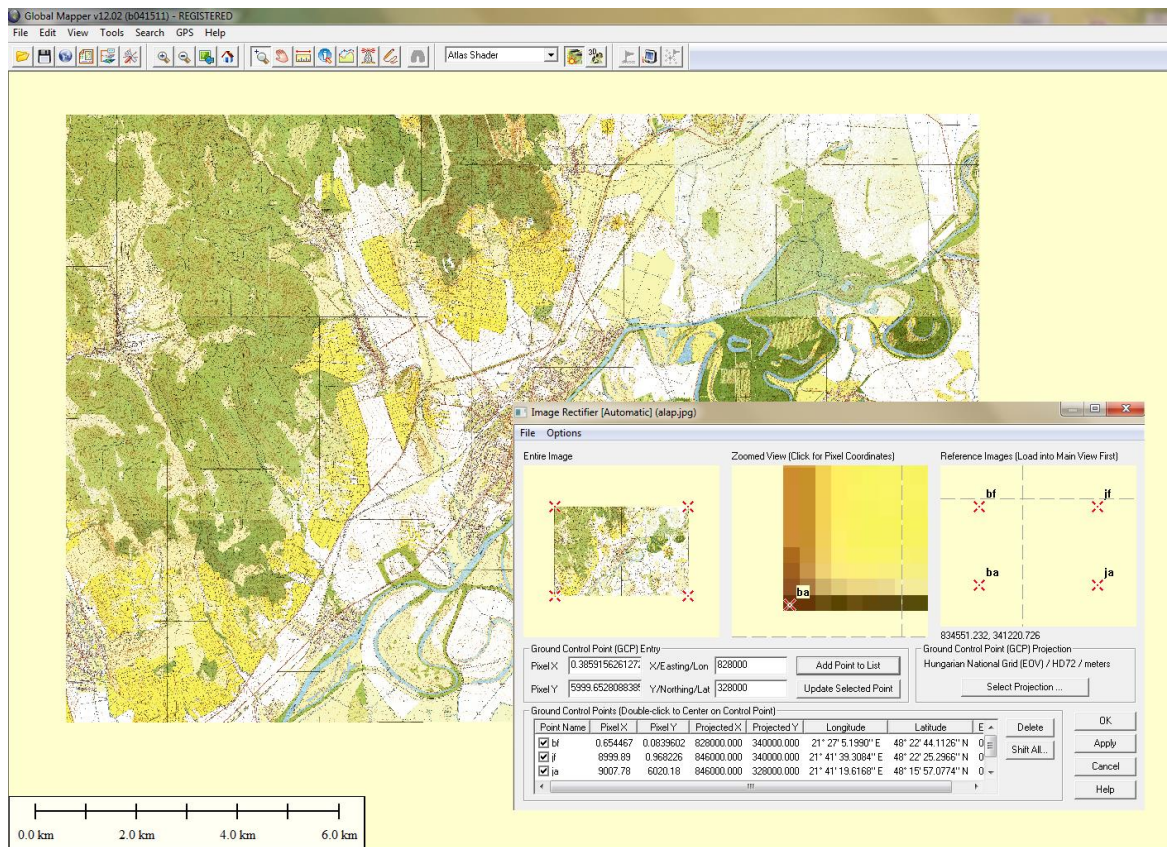 Global Mapper v12.02 (b041511) - REGISTERED
File Edit View Tools Search GPS Help
Atlas Shader
Image Rectifier [Automatic] (alap.jpg)
File Options
Entire Image
Zoomed View (Click for Pixel Coordinates)
Reference Images (Load into Main View First)
bf
jf
ba
ba
ja
834551.232, 341220.726
Ground Control Point (GCP) Entry
Pixel X 0.3859156261272 X/Easting/Lon 828000 Add Point to List
Pixel Y 5999.6528088385 Y/Northing/Lat 328000 Update Selected Point
Ground Control Point (GCP) Projection
Hungarian National Grid (EOV) / HD72 / meters
Select Projection ...
Ground Control Points (Double-click to Center on Control Point)
Point Name Pixel X Pixel Y Projected X Projected Y Longitude Latitude E
bf 0.654467 0.0839602 828000.000 340000.000 21° 27' 5.1990" E 48° 22' 44.1126" N 0
jf 8999.89 0.968226 846000.000 340000.000 21° 41' 39.3084" E 48° 22' 25.2966" N 0
ja 9007.78 6020.18 846000.000 328000.000 21° 41' 19.6168" E 48° 15' 57.0774" N 0
Delete
Shift All...
OK
Apply
Cancel
Help
0.0 km 2.0 km 4.0 km 6.0 km